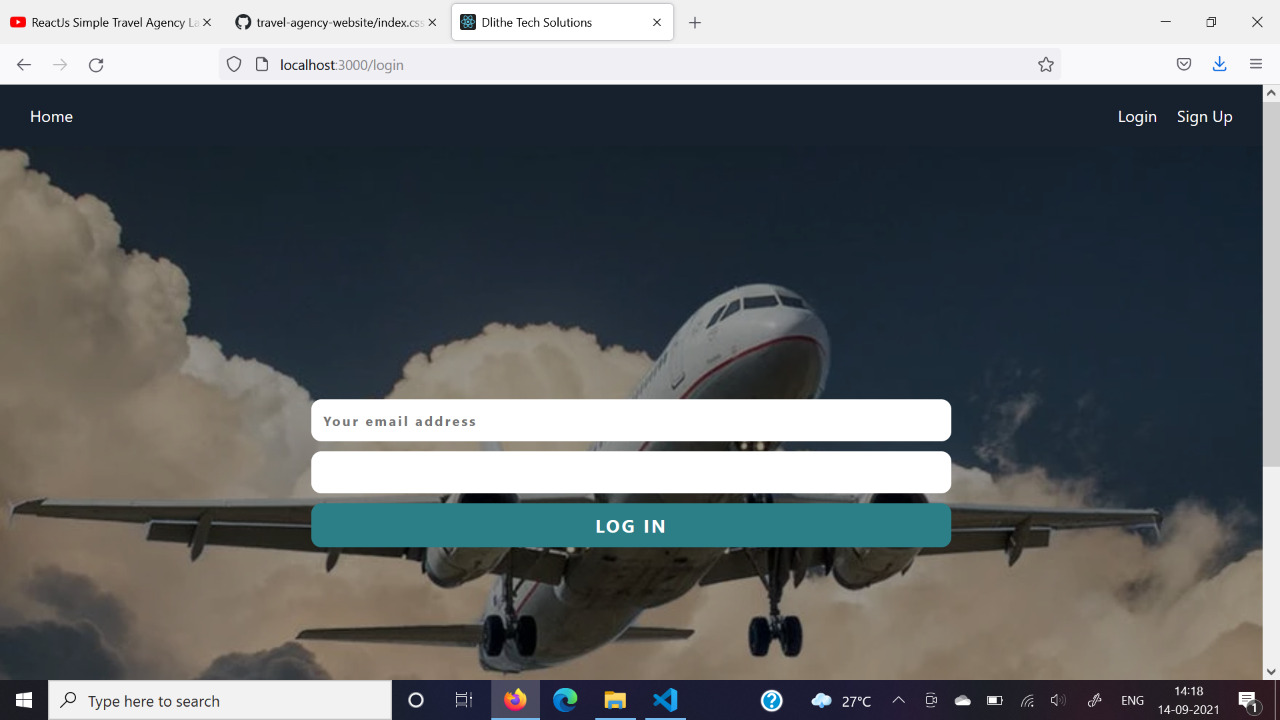 ReactJs Simple Travel Agency La
travel-agency-website/index.css
Dlithe Tech Solutions
localhost:3000/login
Home
Login
Sign Up
Your email address
LOG IN
Type here to search
27°C
ENG
14:18
14-09-2021
1